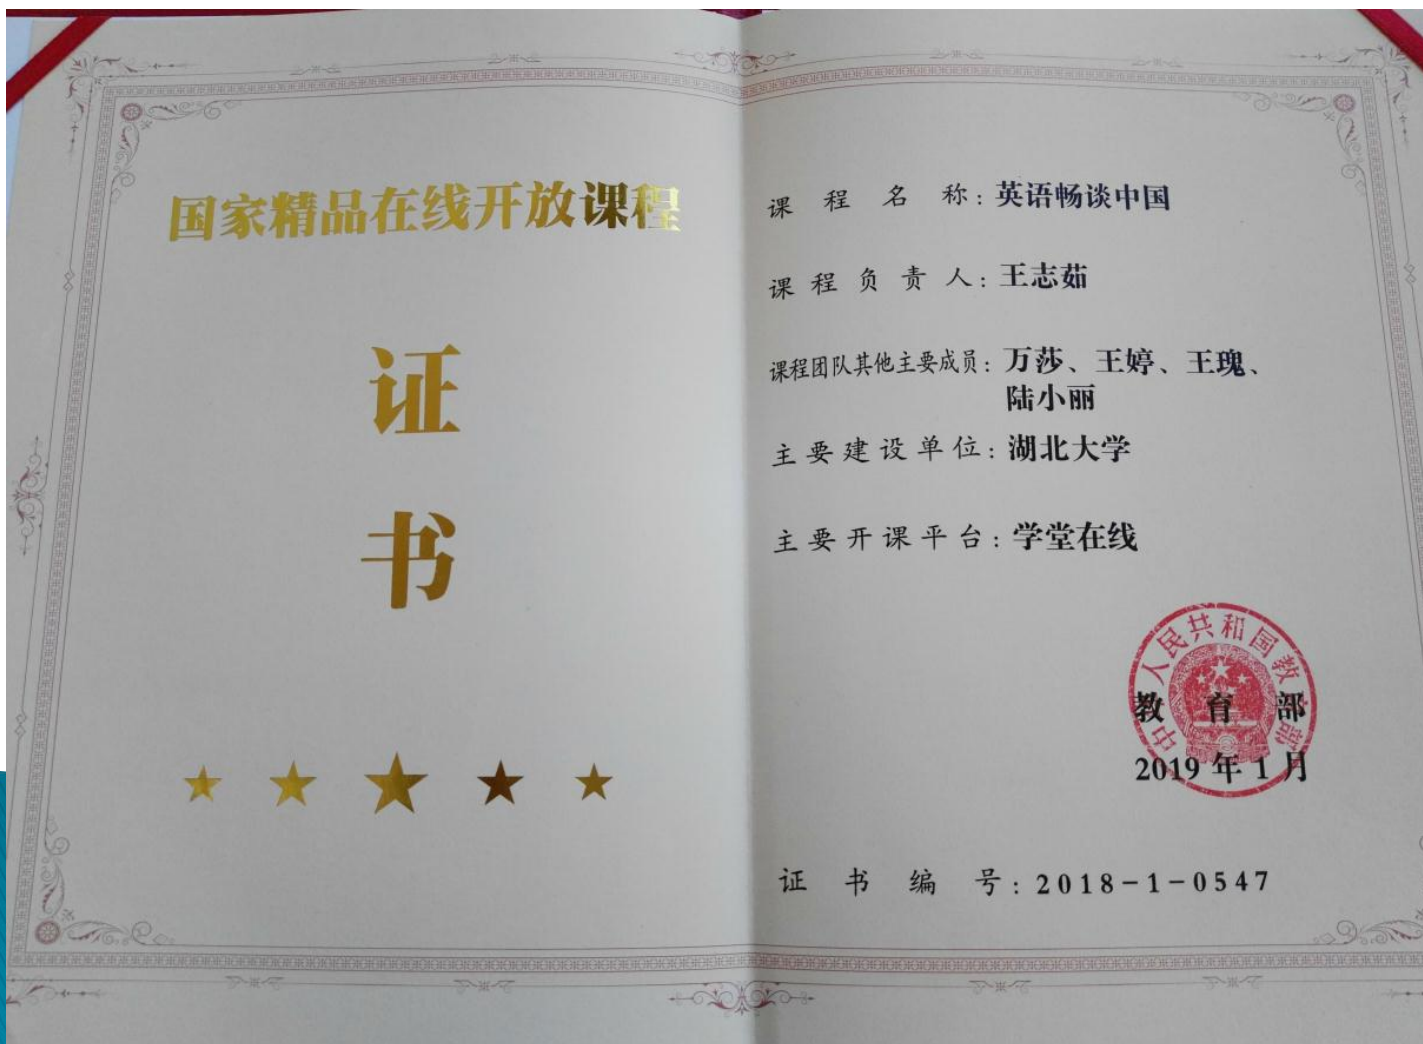 国家精品在线开放课程
证
书
课程名称：英语畅谈中国
课程负责人：王志茹
课程团队其他主要成员：万莎、王婷、王瑰、
陆小丽
主要建设单位：湖北大学
主要开课平台：学堂在线
中华人民共和国教育部
教育部
2019年1月
证书编号：2018-1-0547